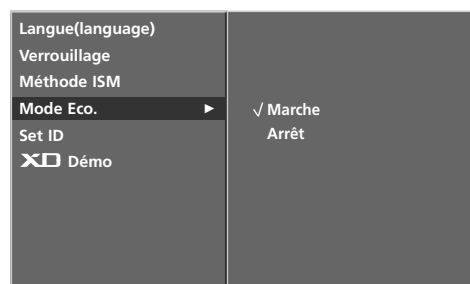 Langue(language)
Verrouillage
Méthode ISM
Mode Eco. ►
√ Marche
Arrêt
Set ID
XD Démo